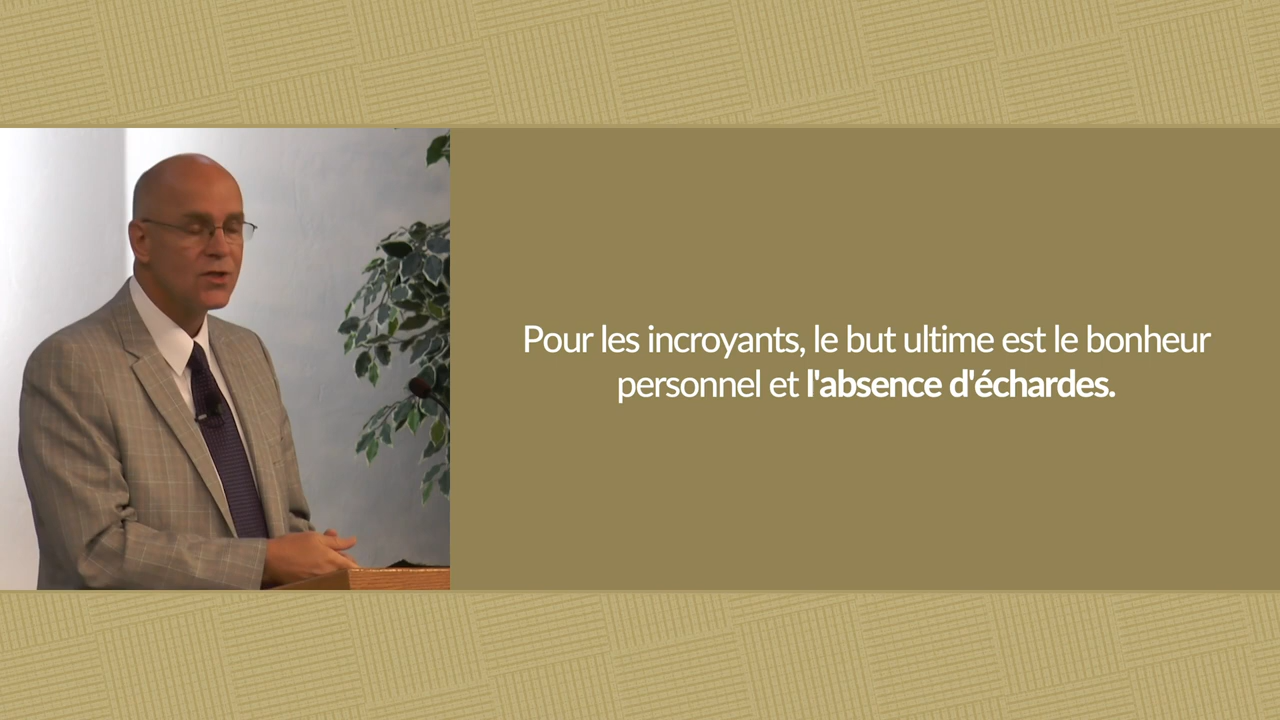 Pour les incroyants, le but ultime est le bonheur
personnel et l'absence d'échardes.